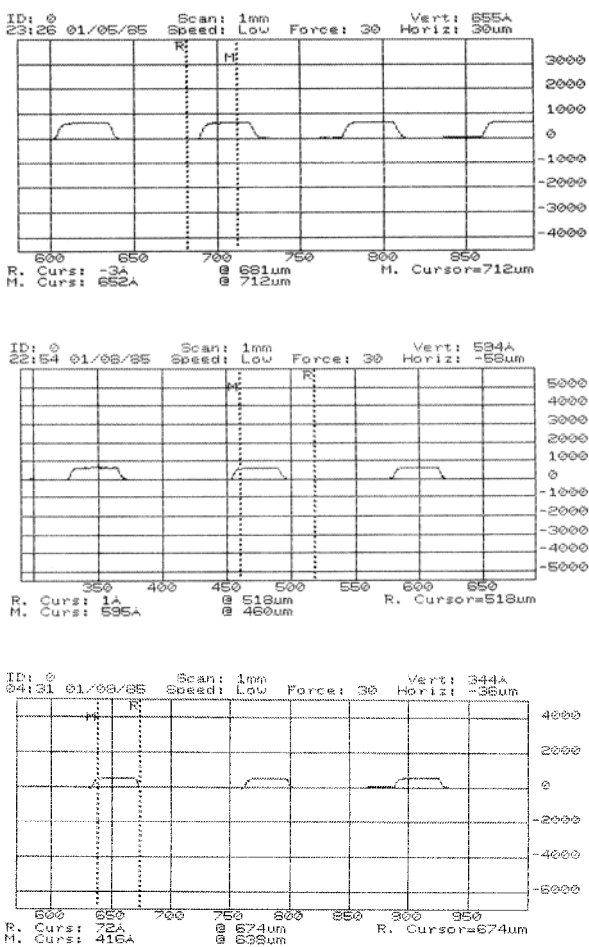 ID: 0 Scan: 1mm Vert: 655A
23:26 01/05/85 Speed: Low Force: 30 Horiz: 30um
R
M
3000
2000
1000
0
-1000
-2000
-3000
-4000
600 650 700 750 800 850
R. Curs: -3A @ 681um M. Cursor=712um
M. Curs: 652A @ 712um
ID: 0 Scan: 1mm Vert: 594A
22:54 01/08/85 Speed: Low Force: 30 Horiz: -58um
R
M
5000
4000
3000
2000
1000
0
-1000
-2000
-3000
-4000
-5000
350 400 450 500 550 600 650
R. Curs: 1A @ 518um R. Cursor=518um
M. Curs: 595A @ 460um
ID: 0 Scan: 1mm Vert: 344A
04:31 01/09/85 Speed: Low Force: 30 Horiz: -36um
R
M
4000
2000
0
-2000
-4000
-6000
600 650 700 750 800 850 900 950
R. Curs: 72A @ 674um R. Cursor=674um
M. Curs: 416A @ 638um